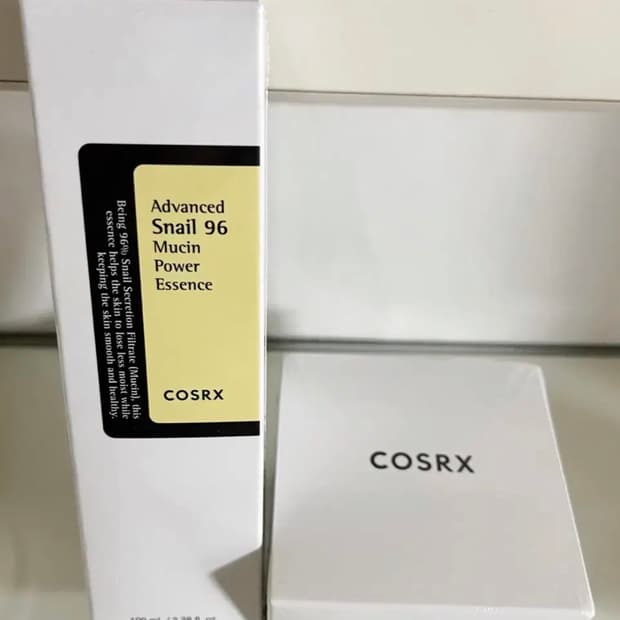 Advanced
Snail 96
Mucin
Power
Essence
COSRX
Being 96% Snail Secretion Filtrate (Mucin), this
essence helps the skin to lose less moist while
keeping the skin smooth and healthy.
COSRX